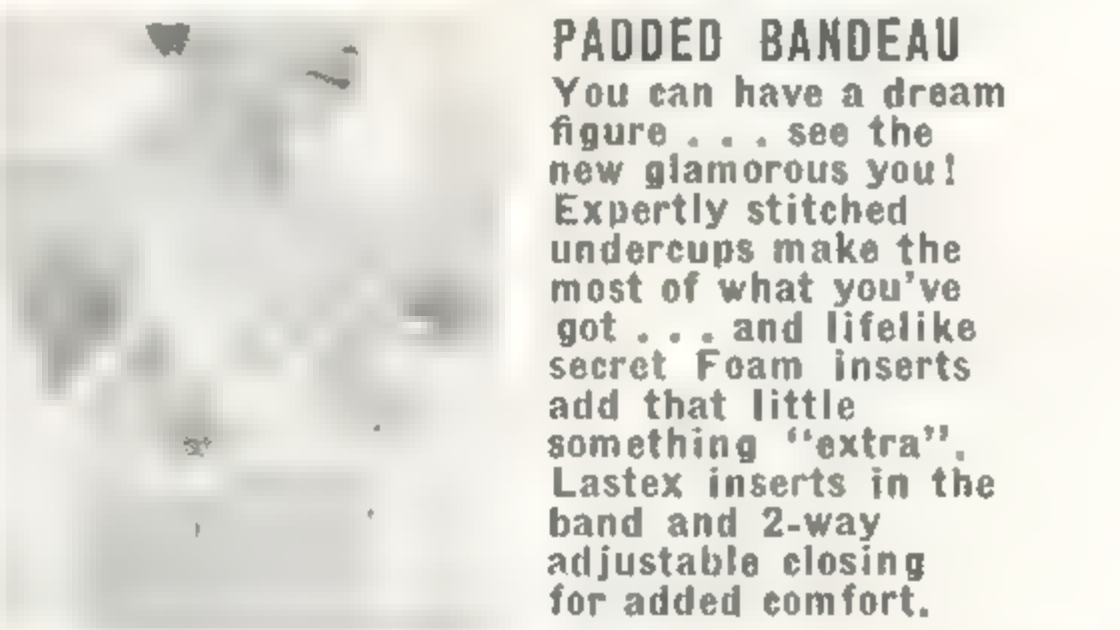 PADDED BANDEAU
You can have a dream
figure . . . see the
new glamorous you!
Expertly stitched
undercups make the
most of what you've
got . . . and lifelike
secret Foam inserts
add that little
something “extra”.
Lastex inserts in the
band and 2-way
adjustable closing
for added comfort.